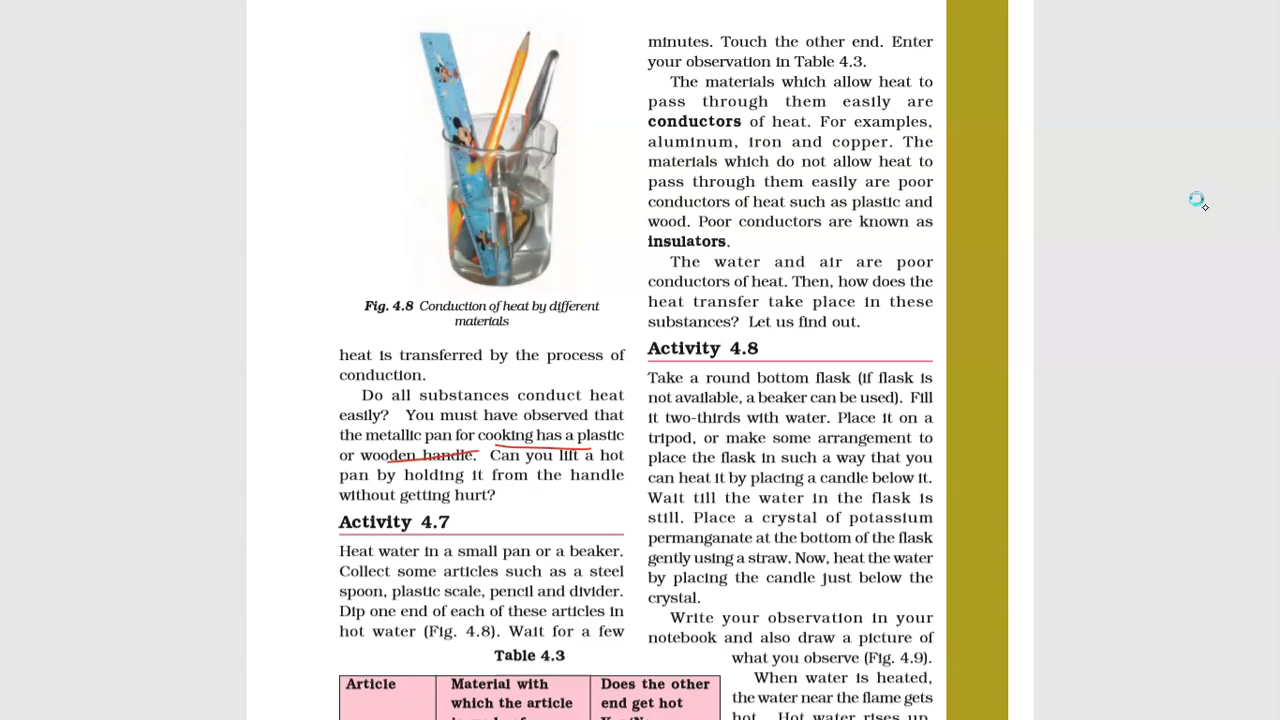 Fig. 4.8 Conduction of heat by different
materials
heat is transferred by the process of
conduction.
Do all substances conduct heat
easily? You must have observed that
the metallic pan for cooking has a plastic
or wooden handle. Can you lift a hot
pan by holding it from the handle
without getting hurt?
Activity 4.7
Heat water in a small pan or a beaker.
Collect some articles such as a steel
spoon, plastic scale, pencil and divider.
Dip one end of each of these articles in
hot water (Fig. 4.8). Wait for a few
minutes. Touch the other end. Enter
your observation in Table 4.3.
The materials which allow heat to
pass through them easily are
conductors of heat. For examples,
aluminum, iron and copper. The
materials which do not allow heat to
pass through them easily are poor
conductors of heat such as plastic and
wood. Poor conductors are known as
insulators.
The water and air are poor
conductors of heat. Then, how does the
heat transfer take place in these
substances? Let us find out.
Activity 4.8
Take a round bottom flask (if flask is
not available, a beaker can be used). Fill
it two-thirds with water. Place it on a
tripod, or make some arrangement to
place the flask in such a way that you
can heat it by placing a candle below it.
Wait till the water in the flask is
still. Place a crystal of potassium
permanganate at the bottom of the flask
gently using a straw. Now, heat the water
by placing the candle just below the
crystal.
Write your observation in your
notebook and also draw a picture of
what you observe (Fig. 4.9).
When water is heated,
the water near the flame gets
hot. Hot water rises up.
Table 4.3
Article
Material with
which the article
Does the other
end get hot